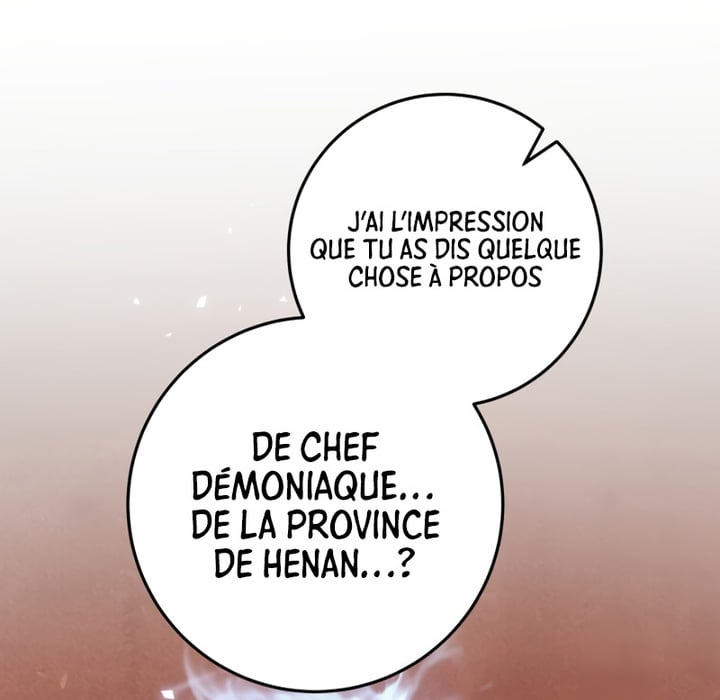 J'AI L'IMPRESSION
QUE TU AS DIS QUELQUE
CHOSE À PROPOS
DE CHEF
DÉMONIAQUE...
DE LA PROVINCE
DE HENAN...?